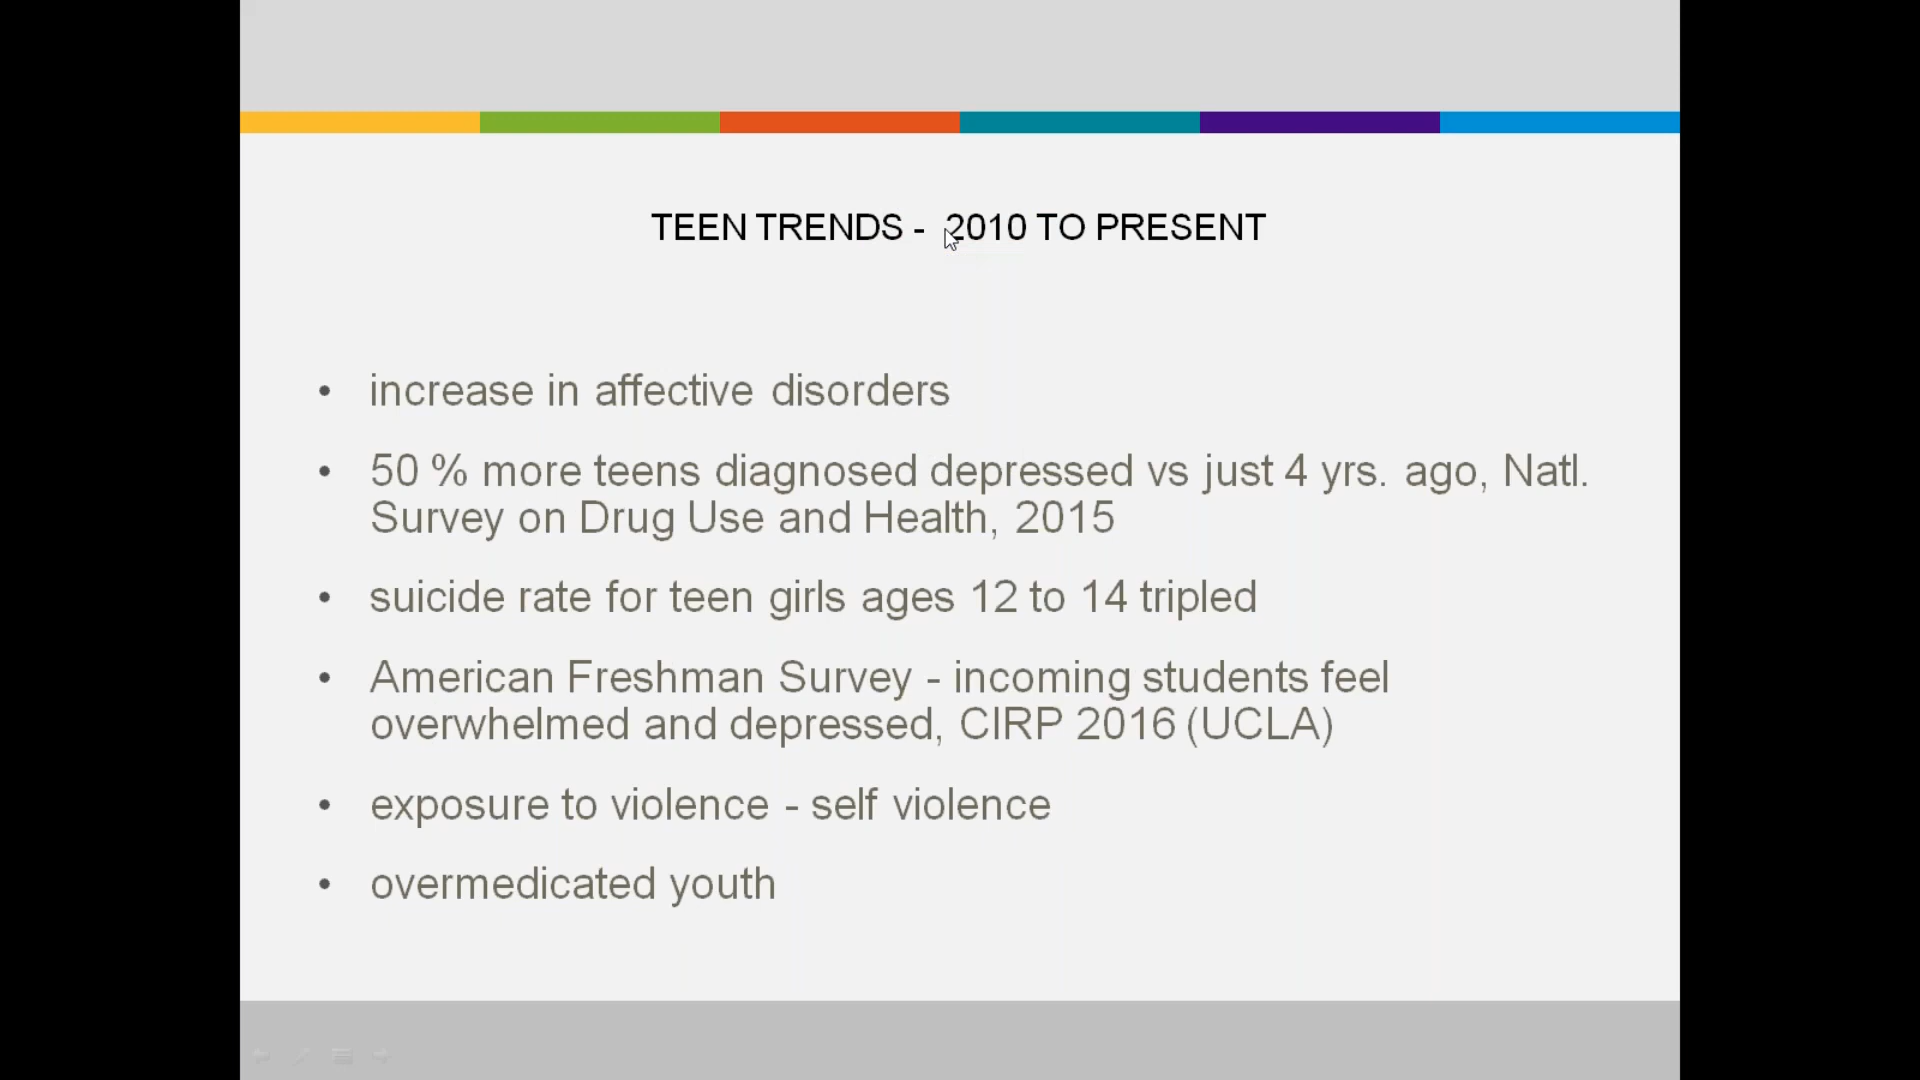 TEEN TRENDS - 2010 TO PRESENT
• increase in affective disorders
• 50 % more teens diagnosed depressed vs just 4 yrs. ago, Natl.
Survey on Drug Use and Health, 2015
• suicide rate for teen girls ages 12 to 14 tripled
• American Freshman Survey - incoming students feel
overwhelmed and depressed, CIRP 2016 (UCLA)
• exposure to violence - self violence
• overmedicated youth